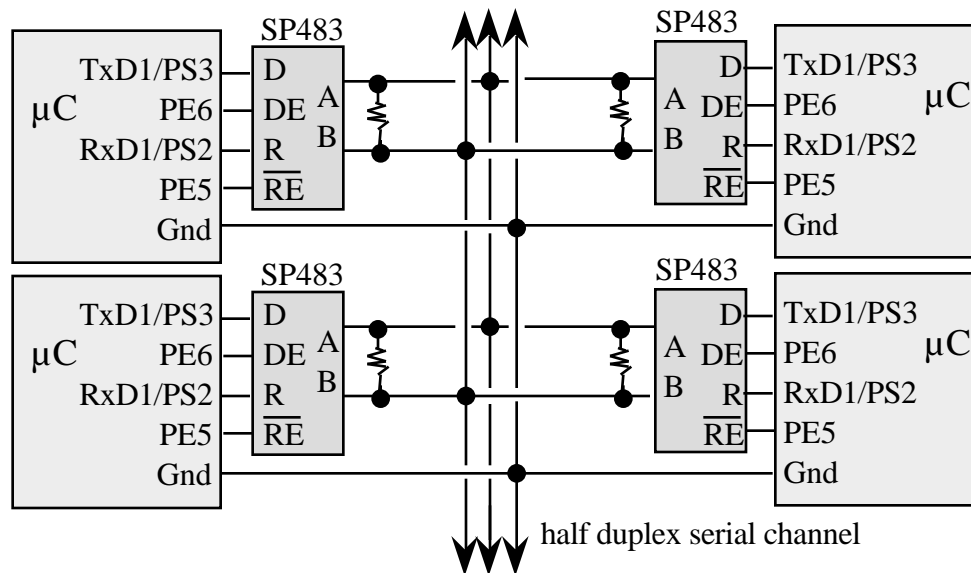 SP483
TxD1/PS3 D
PE6 DE A
µC
RxD1/PS2 R B
PE5 RE
Gnd
SP483
D TxD1/PS3
A DE PE6
µC
B R RxD1/PS2
RE PE5
Gnd
SP483
TxD1/PS3 D
PE6 DE A
µC
RxD1/PS2 R B
PE5 RE
Gnd
SP483
D TxD1/PS3
A DE PE6
µC
B R RxD1/PS2
RE PE5
Gnd
half duplex serial channel